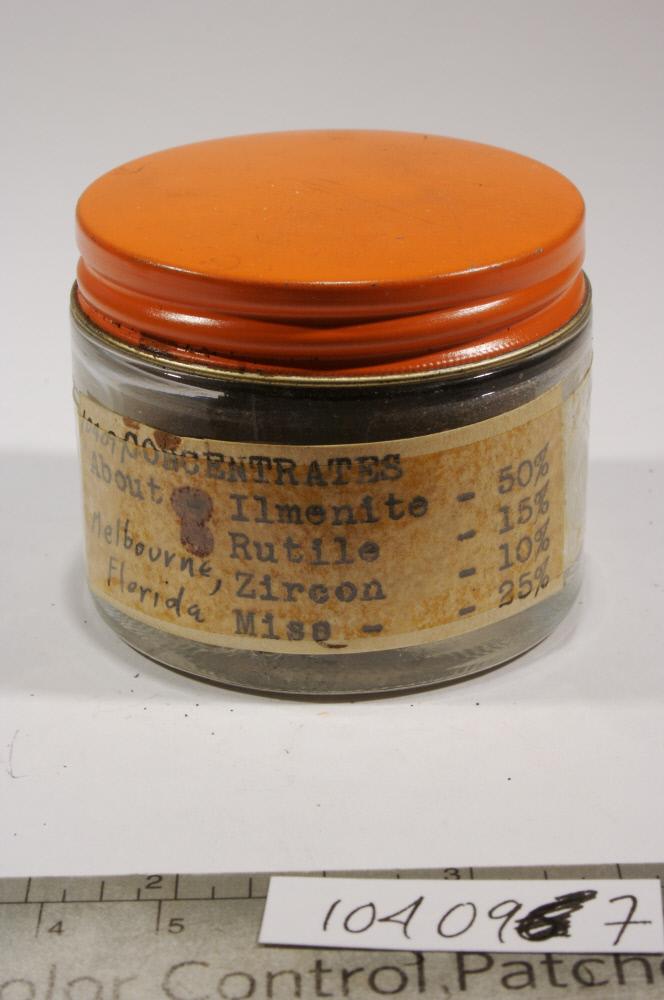 CONCENTRATES
About - Ilmenite - 50%
Rutile - 15%
Zircon - 10%
Misc - - 25%
Melbourne,
Florida
2 3
4 5
104097
olor Control Patche